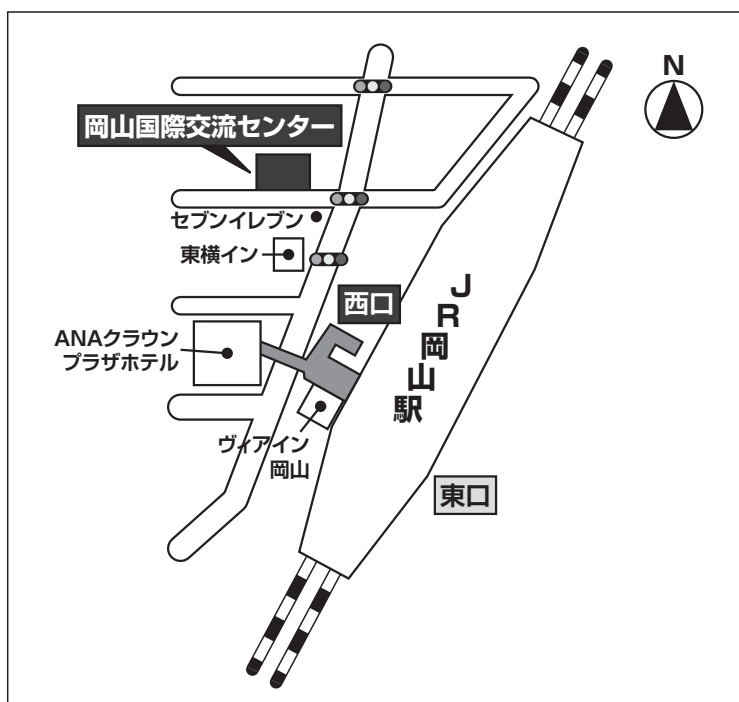 N
岡山国際交流センター
セブンイレブン
東横イン
西口
ANAクラウン
プラザホテル
JR岡山駅
ヴィアイン
岡山
東口